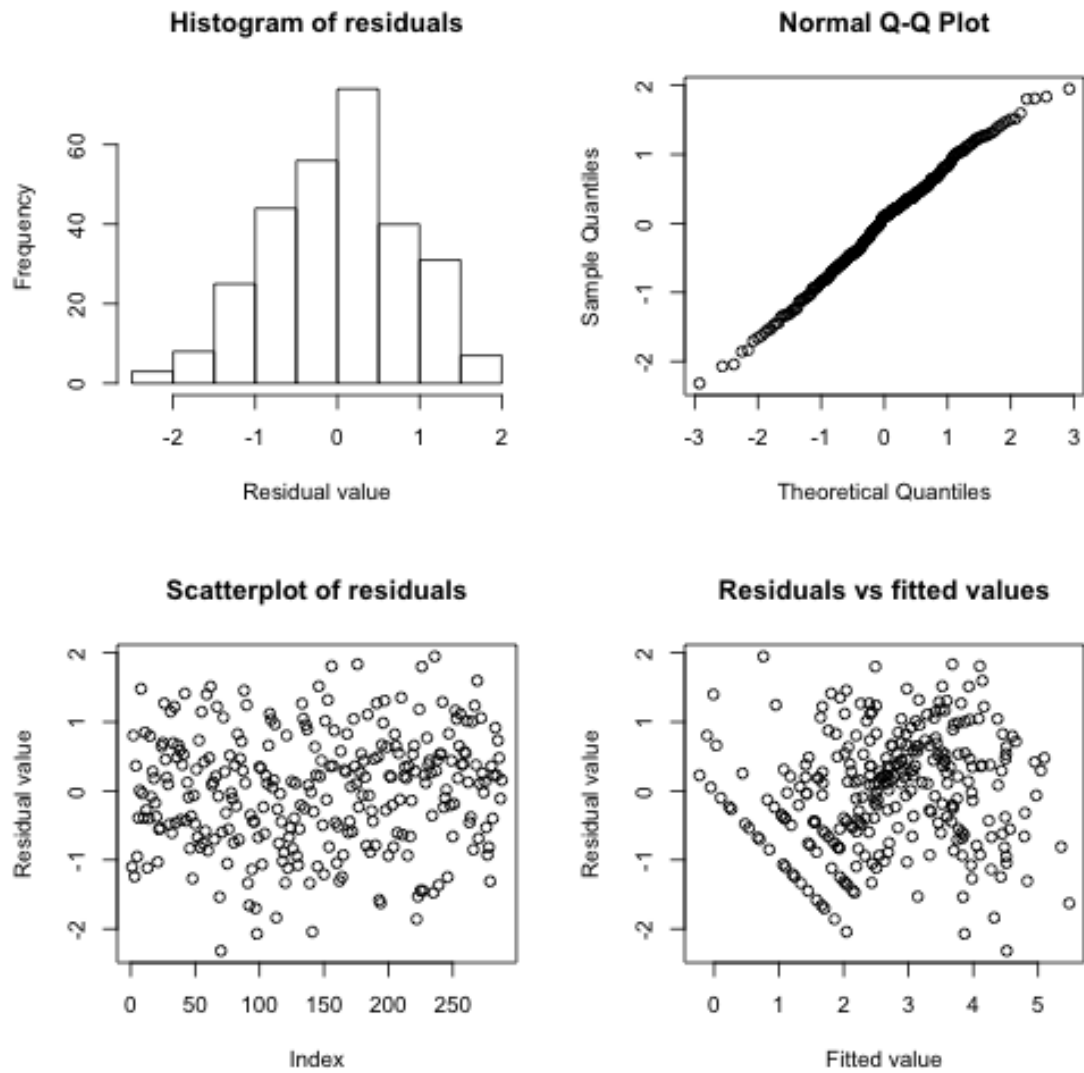 Histogram of residuals
Frequency
0 20 40 60
-2 -1 0 1 2
Residual value
Normal Q-Q Plot
Sample Quantiles
-2 -1 0 1 2
-3 -2 -1 0 1 2 3
Theoretical Quantiles
Scatterplot of residuals
Residual value
-2 -1 0 1 2
0 50 100 150 200 250
Index
Residuals vs fitted values
Residual value
-2 -1 0 1 2
0 1 2 3 4 5
Fitted value